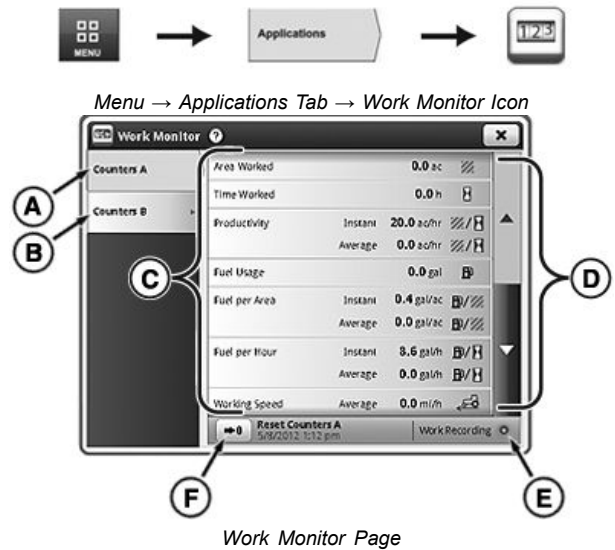 MENU
Applications
123
Menu → Applications Tab → Work Monitor Icon
Work Monitor ?
Counters A
Counters B
Area Worked 0.0 ac
Time Worked 0.0 h
Productivity Instant 20.0 ac/hr
Average 0.0 ac/hr
Fuel Usage 0.0 gal
Fuel per Area Instant 0.4 gal/ac
Average 0.0 gal/ac
Fuel per Hour Instant 8.6 gal/h
Average 0.0 gal/h
Working Speed Average 0.0 mi/h
→0 Reset Counters A
5/8/2012 1:12 pm
Work Recording
A
B
C
D
F
E
Work Monitor Page